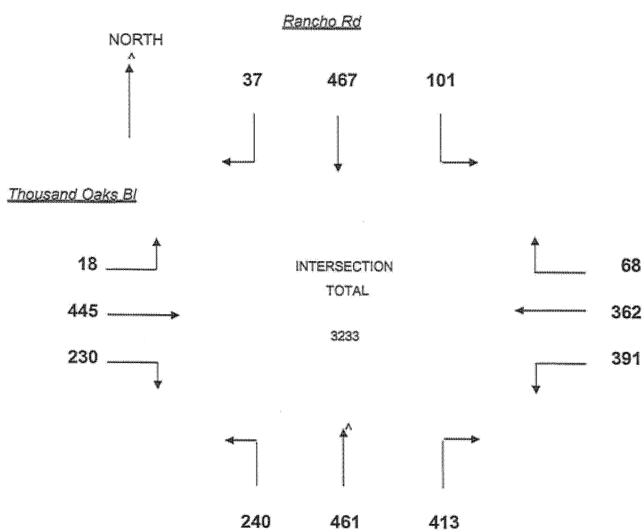 Rancho Rd
NORTH
37 467 101
Thousand Oaks Bl
18
445
230
INTERSECTION
TOTAL
3233
68
362
391
240 461 413